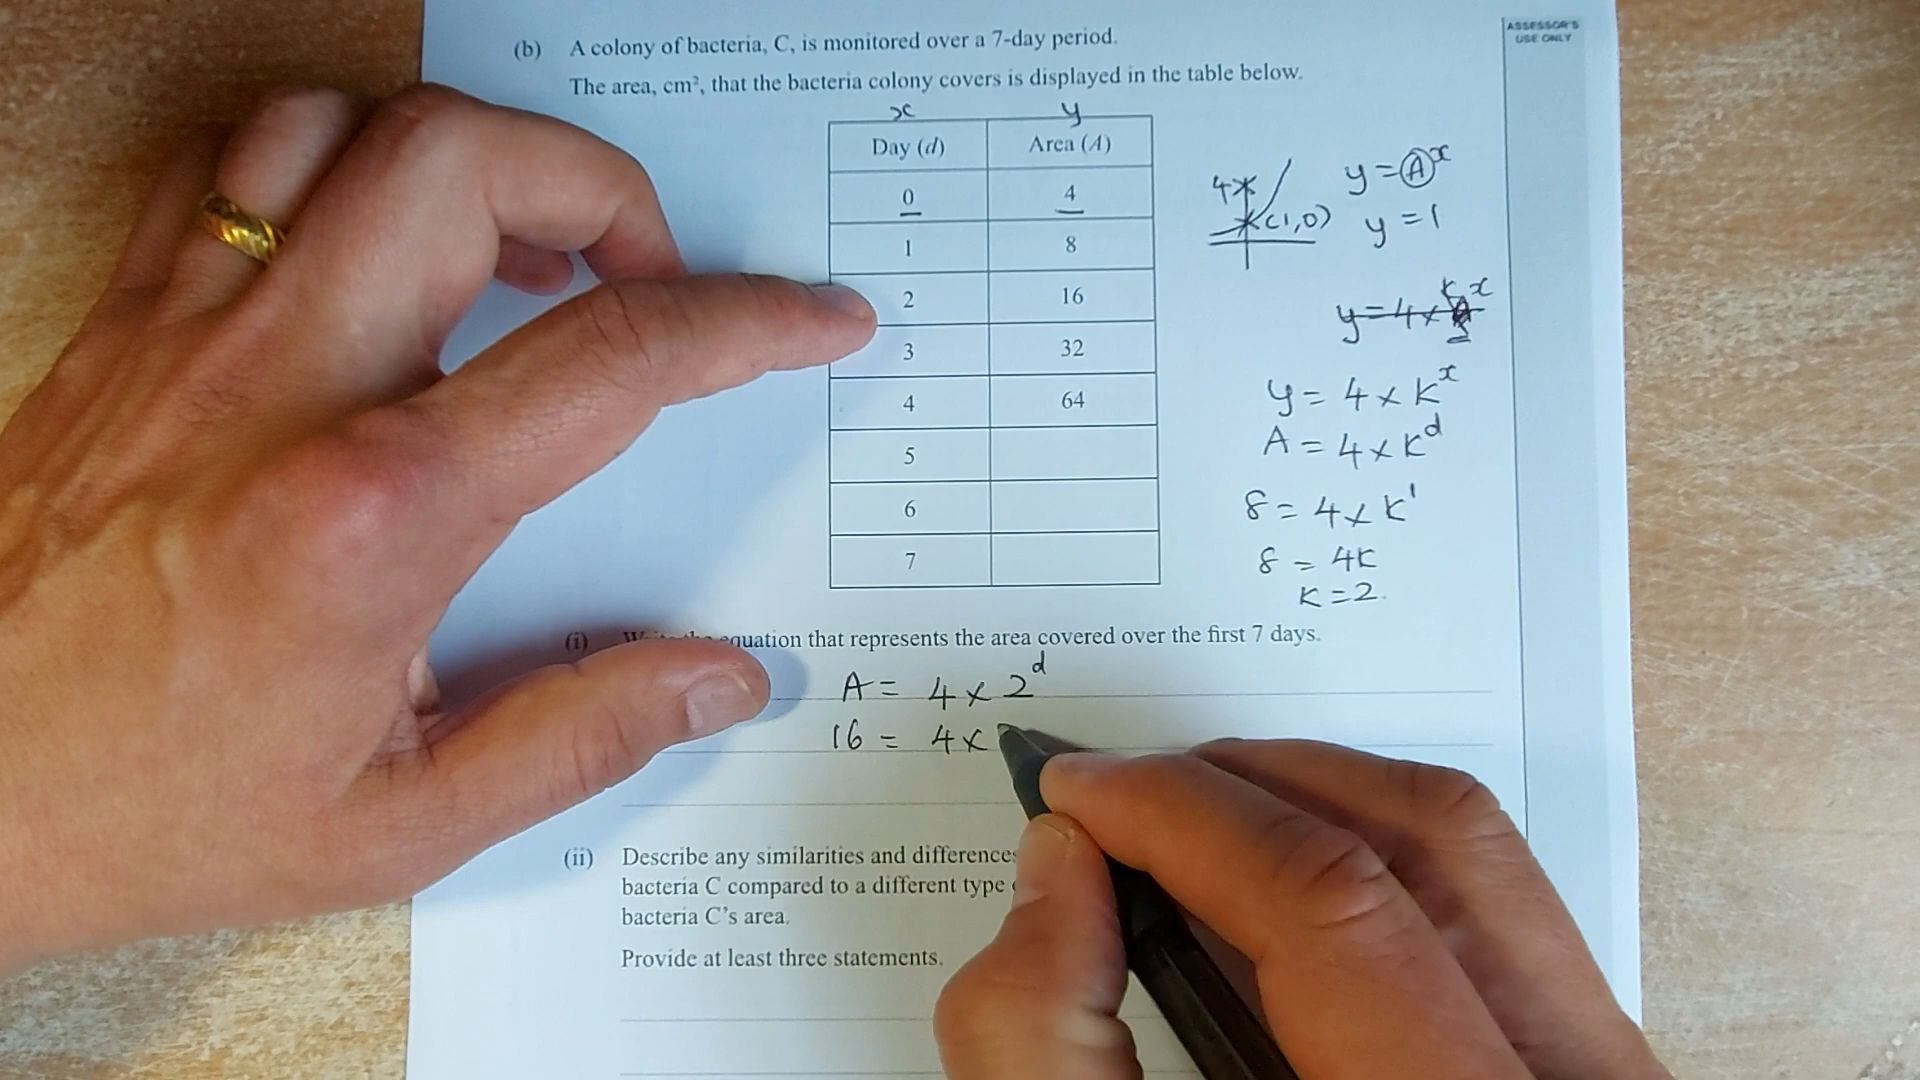 ASSESSOR'S
USE ONLY
(b) A colony of bacteria, C, is monitored over a 7-day period.
The area, cm², that the bacteria colony covers is displayed in the table below.
x y
Day (d) Area (A)
0 4
1 8
2 16
3 32
4 64
5
6
7
4 (1,0)
y = A^x
y = 1
y = 4 ×
y = 4 × k^x
A = 4 × k^d
8 = 4 × k^1
8 = 4k
k = 2.
(i) equation that represents the area covered over the first 7 days.
A = 4 × 2^d
16 = 4 ×
(ii) Describe any similarities and differences
bacteria C compared to a different type
bacteria C's area.
Provide at least three statements.